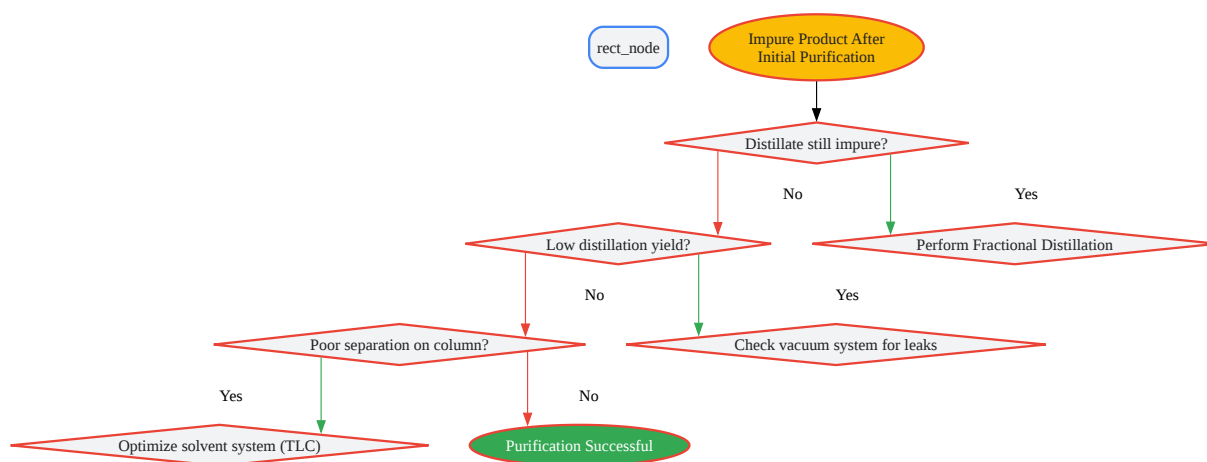 rect_node
Impure Product After
Initial Purification
Distillate still impure?
No
Yes
Low distillation yield?
Perform Fractional Distillation
No
Yes
Poor separation on column?
Check vacuum system for leaks
Yes
No
Optimize solvent system (TLC)
Purification Successful